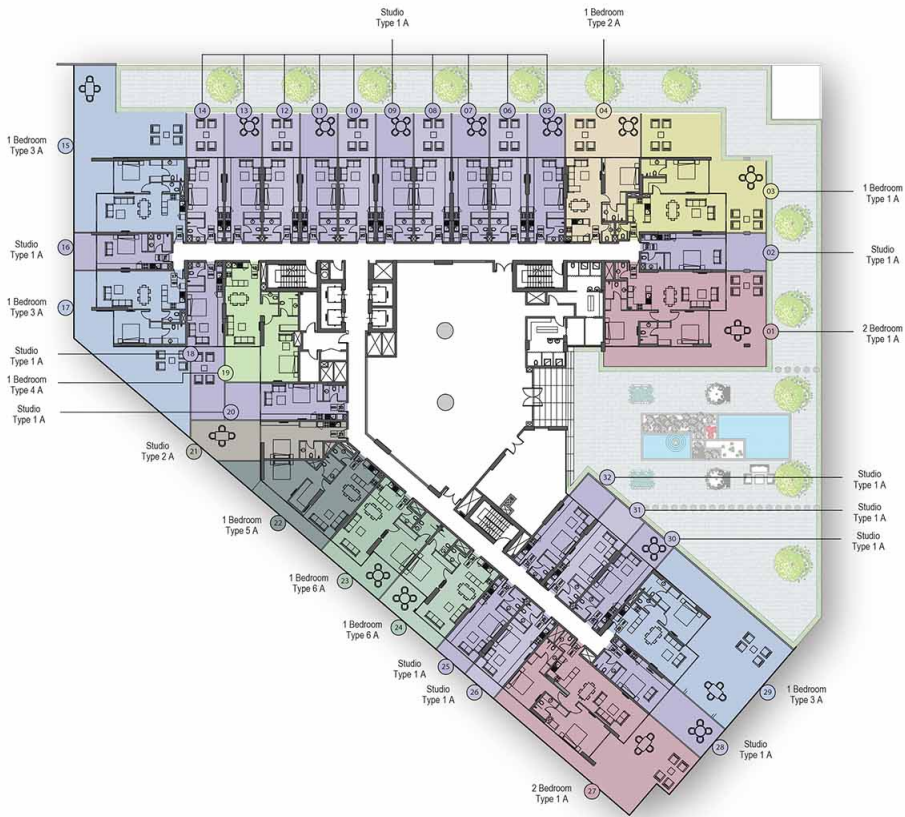 Studio
Type 1 A
1 Bedroom
Type 2 A
14
13
12
11
10
09
08
07
06
05
04
1 Bedroom
Type 3 A
15
03
1 Bedroom
Type 1 A
Studio
Type 1 A
16
02
Studio
Type 1 A
1 Bedroom
Type 3 A
17
01
2 Bedroom
Type 1 A
Studio
Type 1 A
18
1 Bedroom
Type 4 A
19
Studio
Type 1 A
20
Studio
Type 2 A
21
32
Studio
Type 1 A
31
Studio
Type 1 A
30
Studio
Type 1 A
1 Bedroom
Type 5 A
22
1 Bedroom
Type 6 A
23
1 Bedroom
Type 6 A
24
Studio
Type 1 A
25
Studio
Type 1 A
26
29
1 Bedroom
Type 3 A
28
Studio
Type 1 A
2 Bedroom
Type 1 A
27